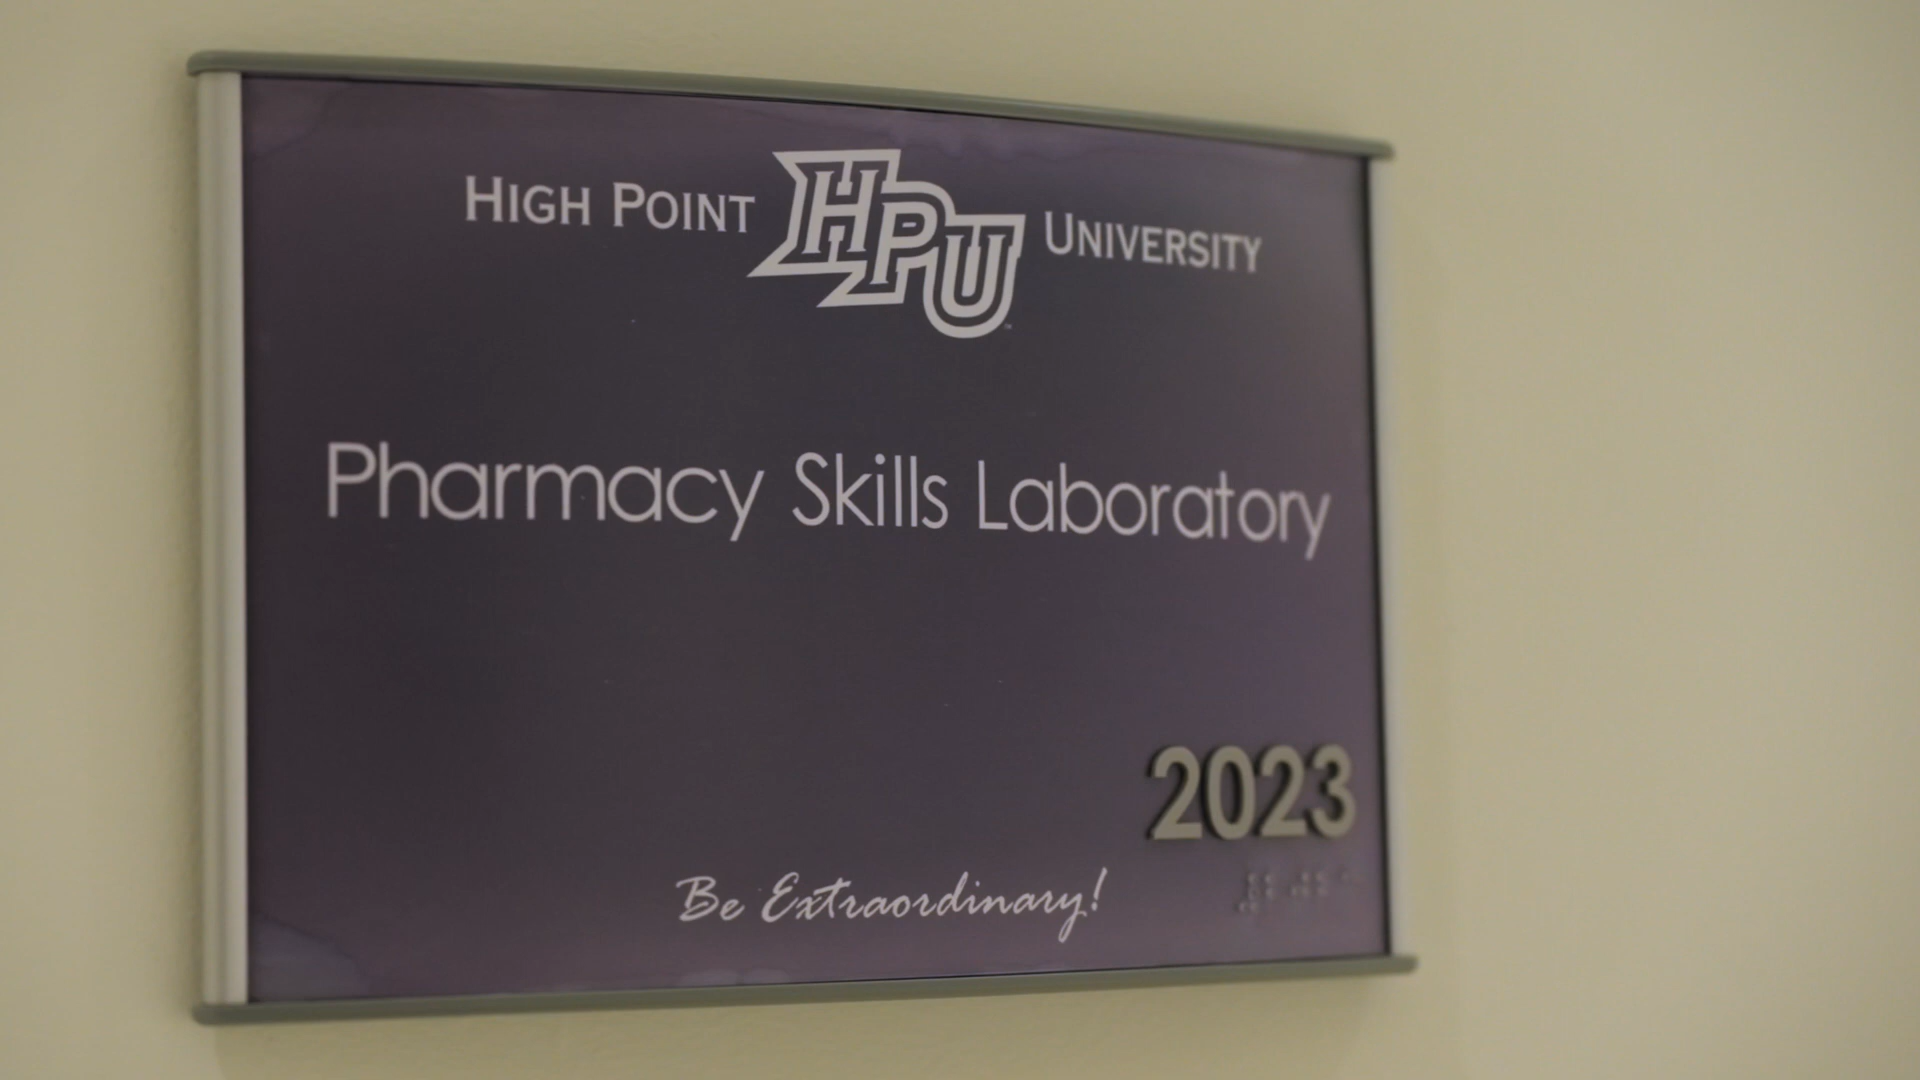 HIGH POINT HPU UNIVERSITY
Pharmacy Skills Laboratory
2023
Be Extraordinary!